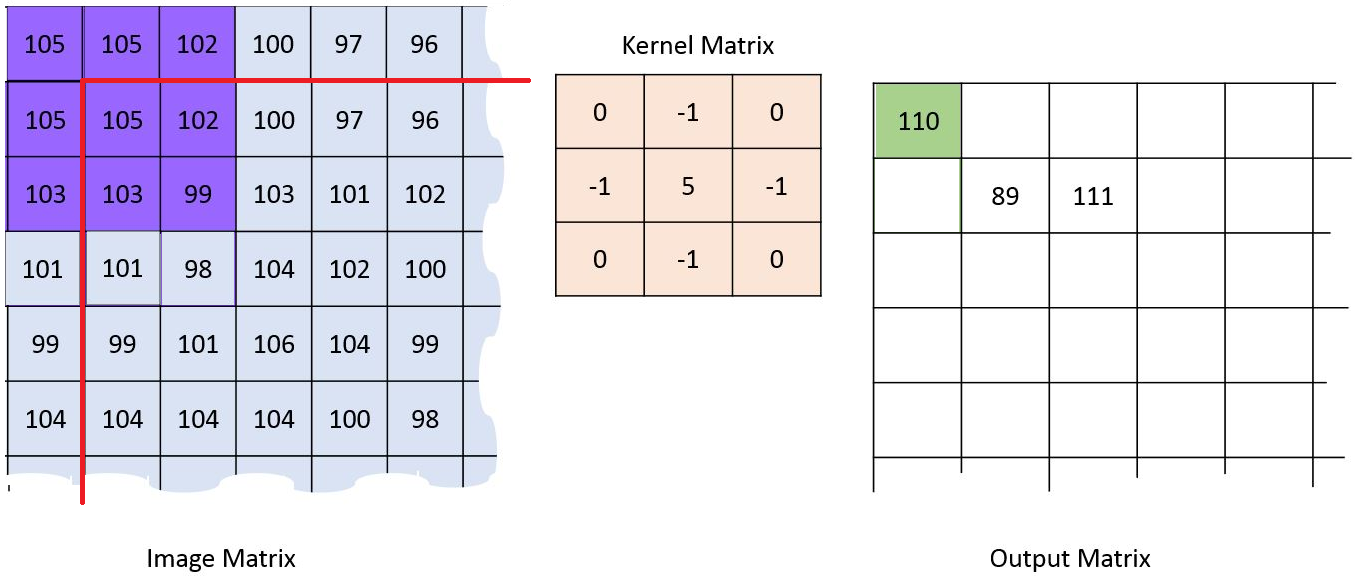 Kernel Matrix
105 105 102 100 97 96
105 105 102 100 97 96
103 103 99 103 101 102
101 101 98 104 102 100
99 99 101 106 104 99
104 104 104 104 100 98
0 -1 0
-1 5 -1
0 -1 0
110
89 111
Image Matrix
Output Matrix